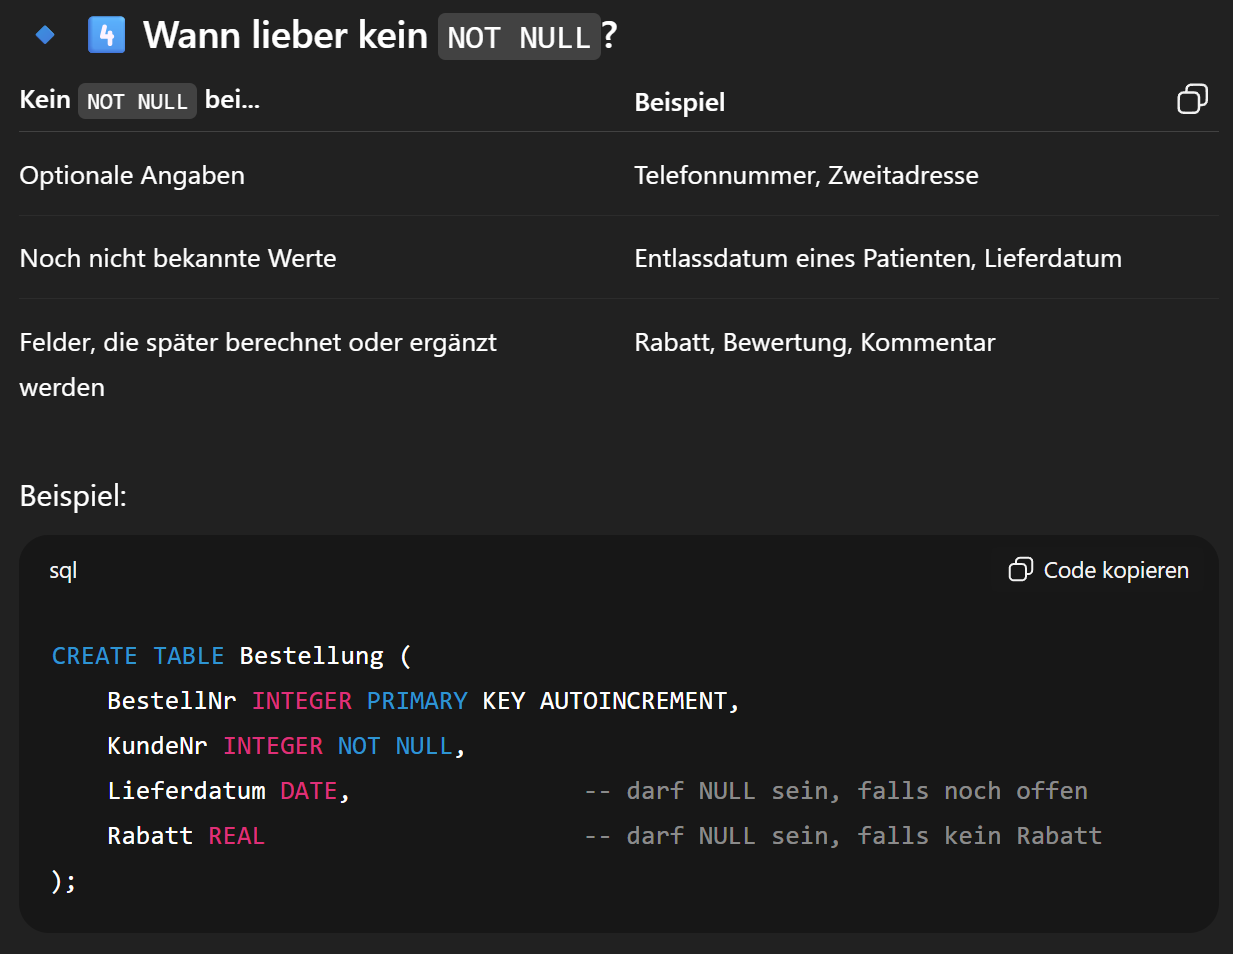 🔹 4️⃣ Wann lieber kein NOT NULL?
Kein NOT NULL bei... Beispiel
Optionale Angaben Telefonnummer, Zweitadresse
Noch nicht bekannte Werte Entlassdatum eines Patienten, Lieferdatum
Felder, die später berechnet oder ergänzt Rabatt, Bewertung, Kommentar
werden
Beispiel:
sql Code kopieren
CREATE TABLE Bestellung (
    BestellNr INTEGER PRIMARY KEY AUTOINCREMENT,
    KundeNr INTEGER NOT NULL,
    Lieferdatum DATE,                -- darf NULL sein, falls noch offen
    Rabatt REAL                      -- darf NULL sein, falls kein Rabatt
);